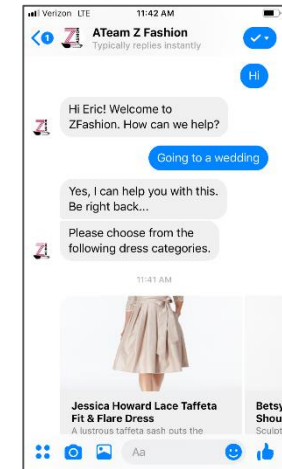 Verizon LTE 11:42 AM
1 ATeam Z Fashion
Typically replies instantly
Hi
Hi Eric! Welcome to
ZFashion. How can we help?
Going to a wedding
Yes, I can help you with this.
Be right back...
Please choose from the
following dress categories.
11:41 AM
Jessica Howard Lace Taffeta
Fit & Flare Dress
A lustrous taffeta sash outs the
Betsy
Shou
Sculpt
Aa